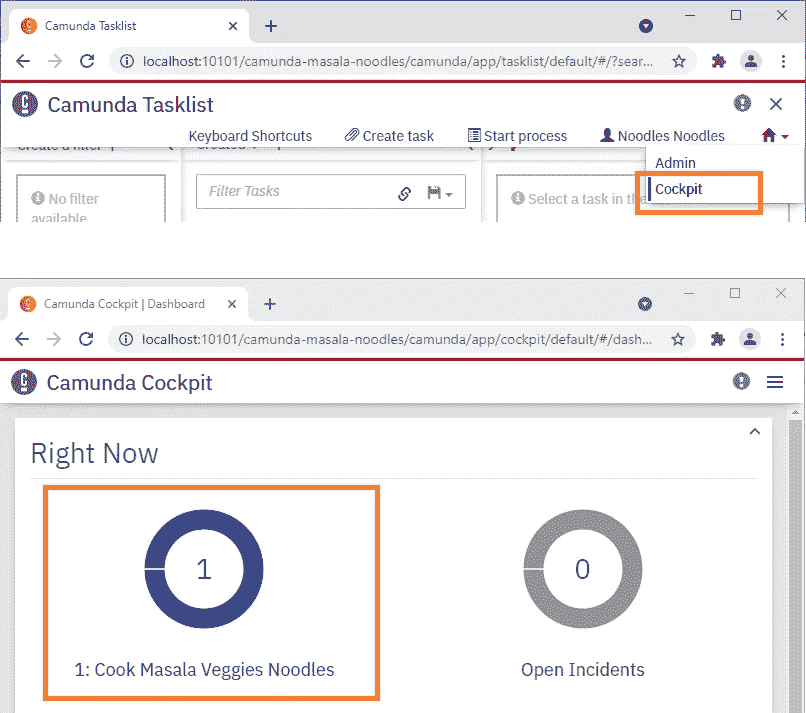 Camunda Tasklist
localhost:10101/camunda-masala-noodles/camunda/app/tasklist/default/#/?sear...
Camunda Tasklist
Keyboard Shortcuts Create task Start process Noodles Noodles
Admin
Cockpit
Create a filter Created
No filter
available
Filter Tasks
Select a task in the
Camunda Cockpit | Dashboard
localhost:10101/camunda-masala-noodles/camunda/app/cockpit/default/#/dash...
Camunda Cockpit
Right Now
1 0
1: Cook Masala Veggies Noodles Open Incidents